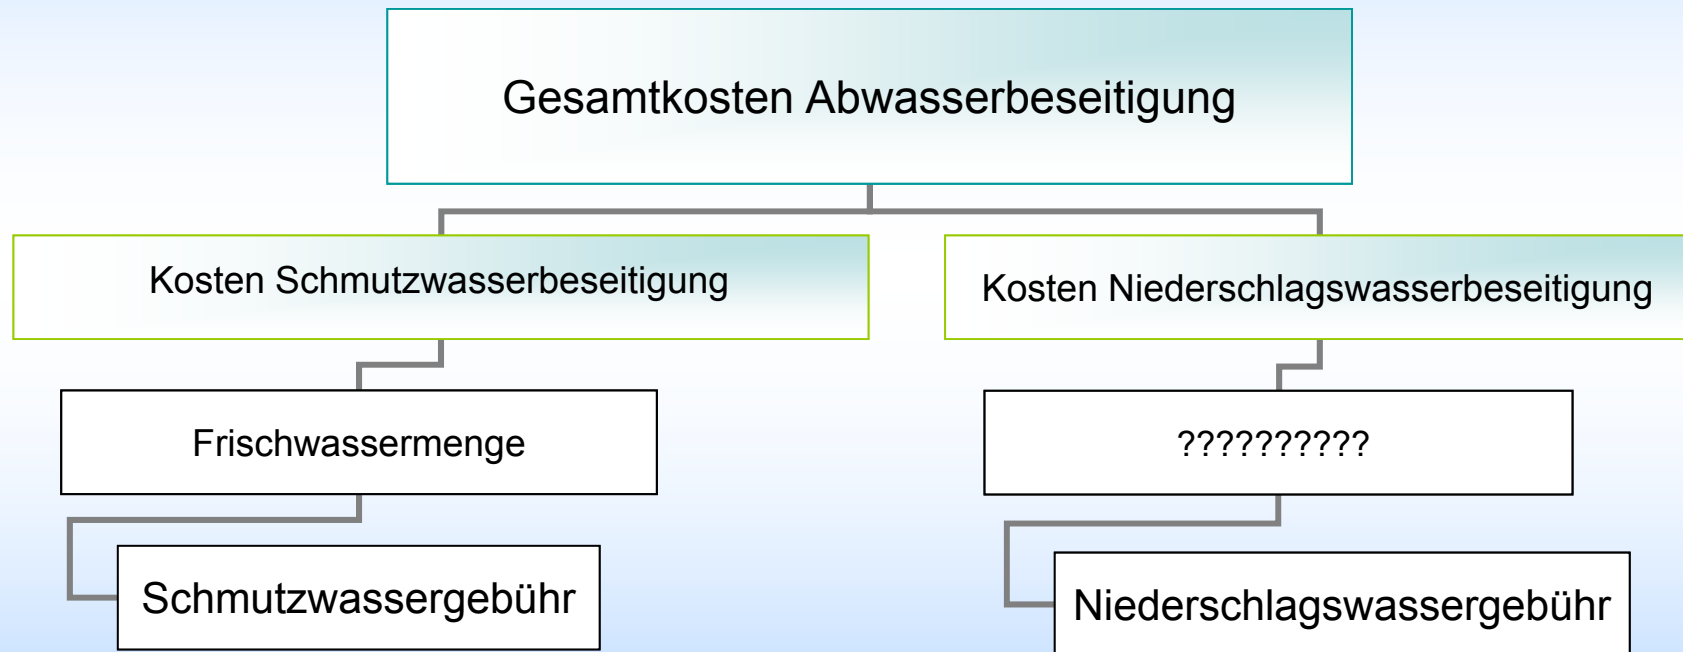 Gesamtkosten Abwasserbeseitigung
Kosten Schmutzwasserbeseitigung
Kosten Niederschlagswasserbeseitigung
Frischwassermenge
??????????
Schmutzwassergebühr
Niederschlagswassergebühr